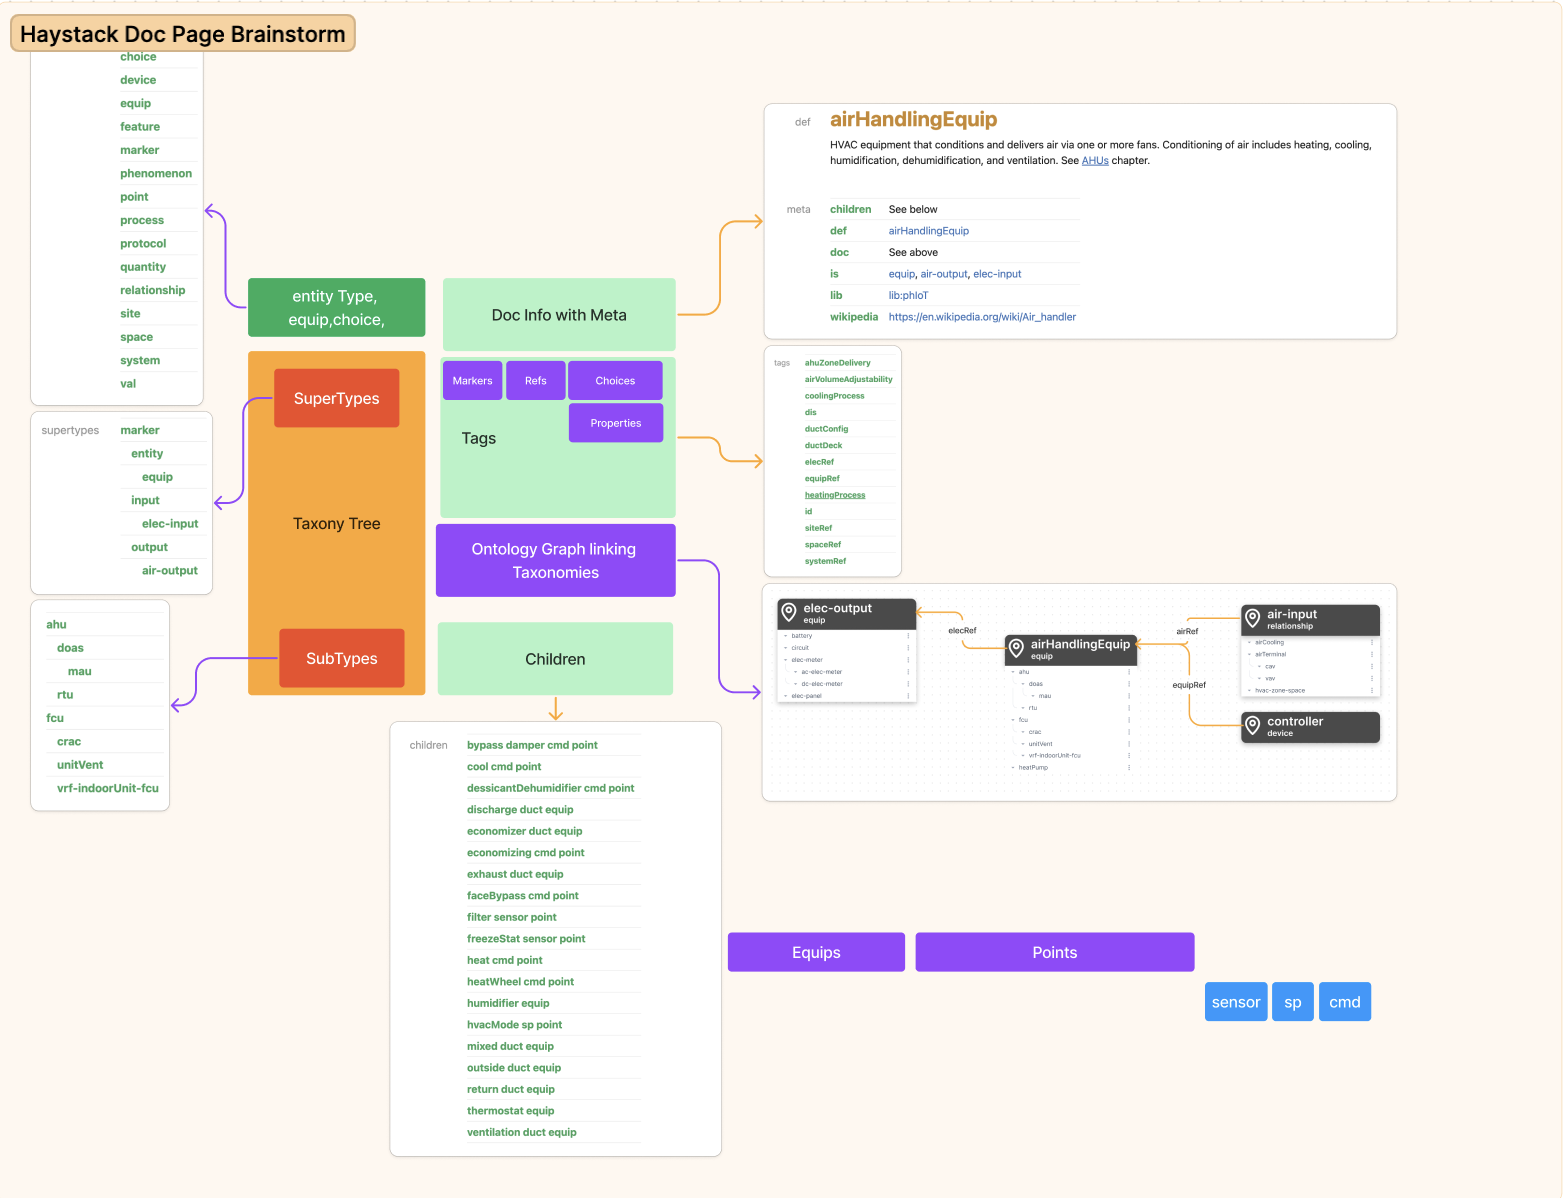 Haystack Doc Page Brainstorm
choice
device
equip
feature
marker
phenomenon
point
process
protocol
quantity
relationship
site
space
system
val
supertypes
marker
entity
equip
input
elec-input
output
air-output
ahu
doas
mau
rtu
fcu
crac
unitVent
vrf-indoorUnit-fcu
entity Type,
equip,choice,
SuperTypes
Taxony Tree
SubTypes
Doc Info with Meta
Markers
Refs
Choices
Properties
Tags
Ontology Graph linking
Taxonomies
Children
def
airHandlingEquip
HVAC equipment that conditions and delivers air via one or more fans. Conditioning of air includes heating, cooling,
humidification, dehumidification, and ventilation. See AHUs chapter.
meta
children See below
def airHandlingEquip
doc See above
is equip, air-output, elec-input
lib lib:phIoT
wikipedia https://en.wikipedia.org/wiki/Air_handler
tags
ahuZoneDelivery
airVolumeAdjustability
coolingProcess
dis
ductConfig
ductDeck
elecRef
equipRef
heatingProcess
id
siteRef
spaceRef
systemRef
elec-output
equip
battery
circuit
elec-meter
ac-elec-meter
dc-elec-meter
elec-panel
elecRef
airHandlingEquip
equip
ahu
doas
mau
rtu
fcu
crac
unitVent
vrf-indoorUnit-fcu
heatPump
airRef
equipRef
air-input
relationship
airCooling
airTerminal
cav
vav
hvac-zone-space
controller
device
children
bypass damper cmd point
cool cmd point
dessicantDehumidifier cmd point
discharge duct equip
economizer duct equip
economizing cmd point
exhaust duct equip
faceBypass cmd point
filter sensor point
freezeStat sensor point
heat cmd point
heatWheel cmd point
humidifier equip
hvacMode sp point
mixed duct equip
outside duct equip
return duct equip
thermostat equip
ventilation duct equip
Equips
Points
sensor
sp
cmd